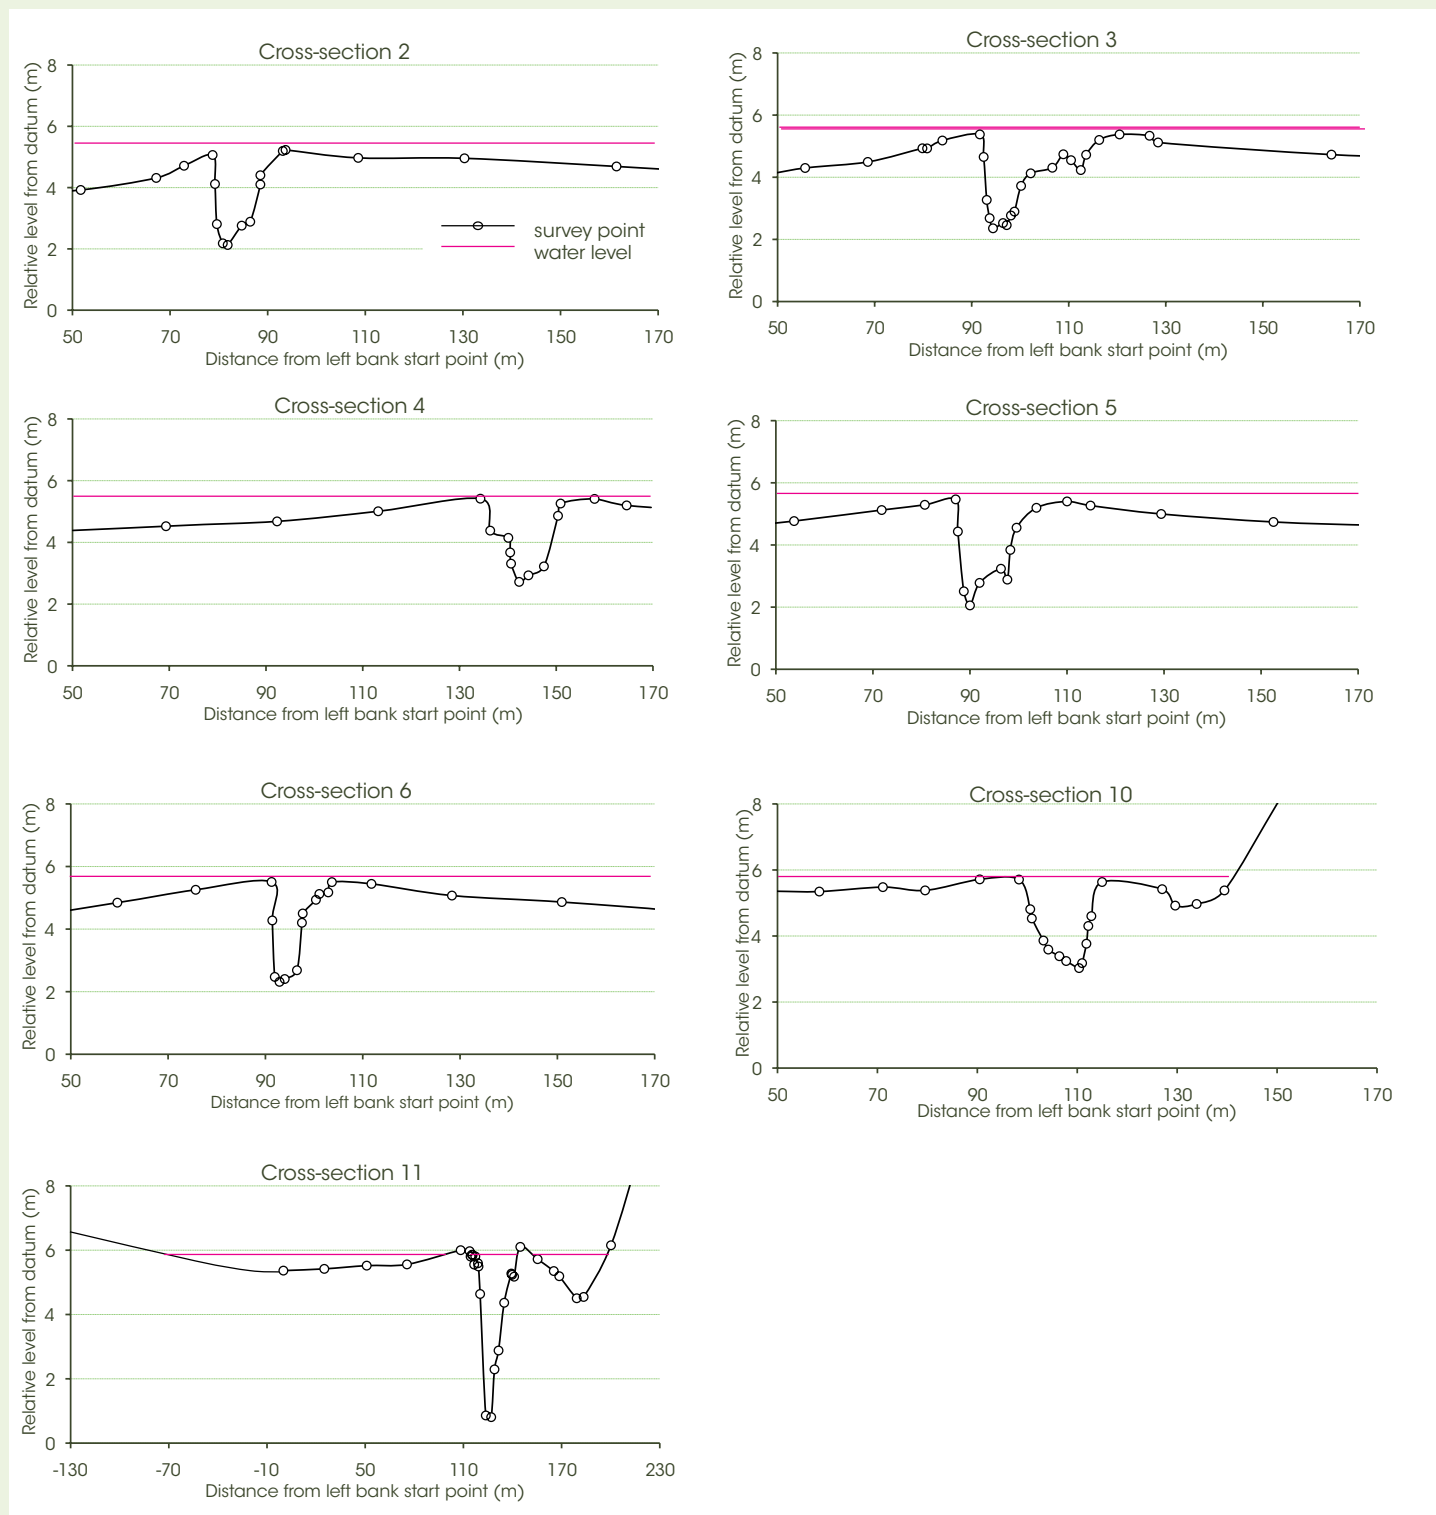 Cross-section 2
Relative level from datum (m)
8
6
4
2
0
survey point
water level
50 70 90 110 130 150 170
Distance from left bank start point (m)
Cross-section 3
Relative level from datum (m)
8
6
4
2
0
50 70 90 110 130 150 170
Distance from left bank start point (m)
Cross-section 4
Relative level from datum (m)
8
6
4
2
0
50 70 90 110 130 150 170
Distance from left bank start point (m)
Cross-section 5
Relative level from datum (m)
8
6
4
2
0
50 70 90 110 130 150 170
Distance from left bank start point (m)
Cross-section 6
Relative level from datum (m)
8
6
4
2
0
50 70 90 110 130 150 170
Distance from left bank start point (m)
Cross-section 10
Relative level from datum (m)
8
6
4
2
0
50 70 90 110 130 150 170
Distance from left bank start point (m)
Cross-section 11
Relative level from datum (m)
8
6
4
2
0
-130 -70 -10 50 110 170 230
Distance from left bank start point (m)